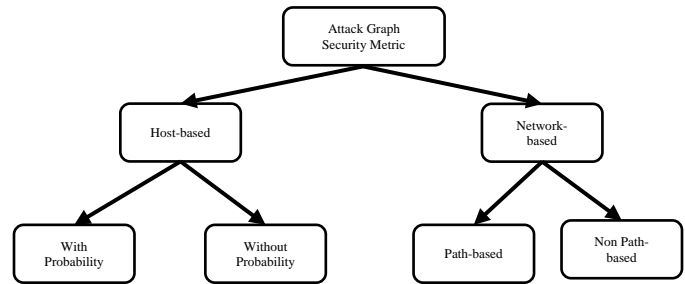 Attack Graph
Security Metric
Host-based
Network-
based
With
Probability
Without
Probability
Path-based
Non Path-
based